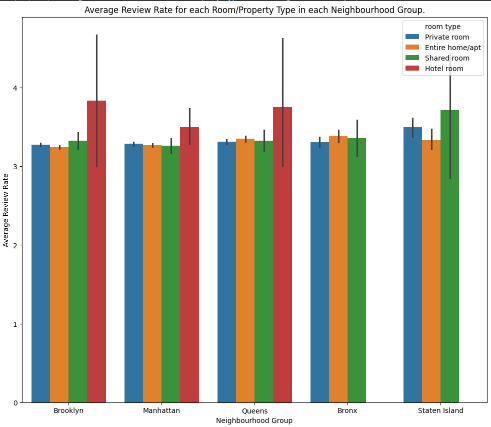 Average Review Rate for each Room/Property Type in each Neighbourhood Group.
room type
Private room
Entire home/apt
Shared room
Hotel room
Average Review Rate
4
3
2
1
0
Brooklyn
Manhattan
Queens
Bronx
Staten Island
Neighbourhood Group